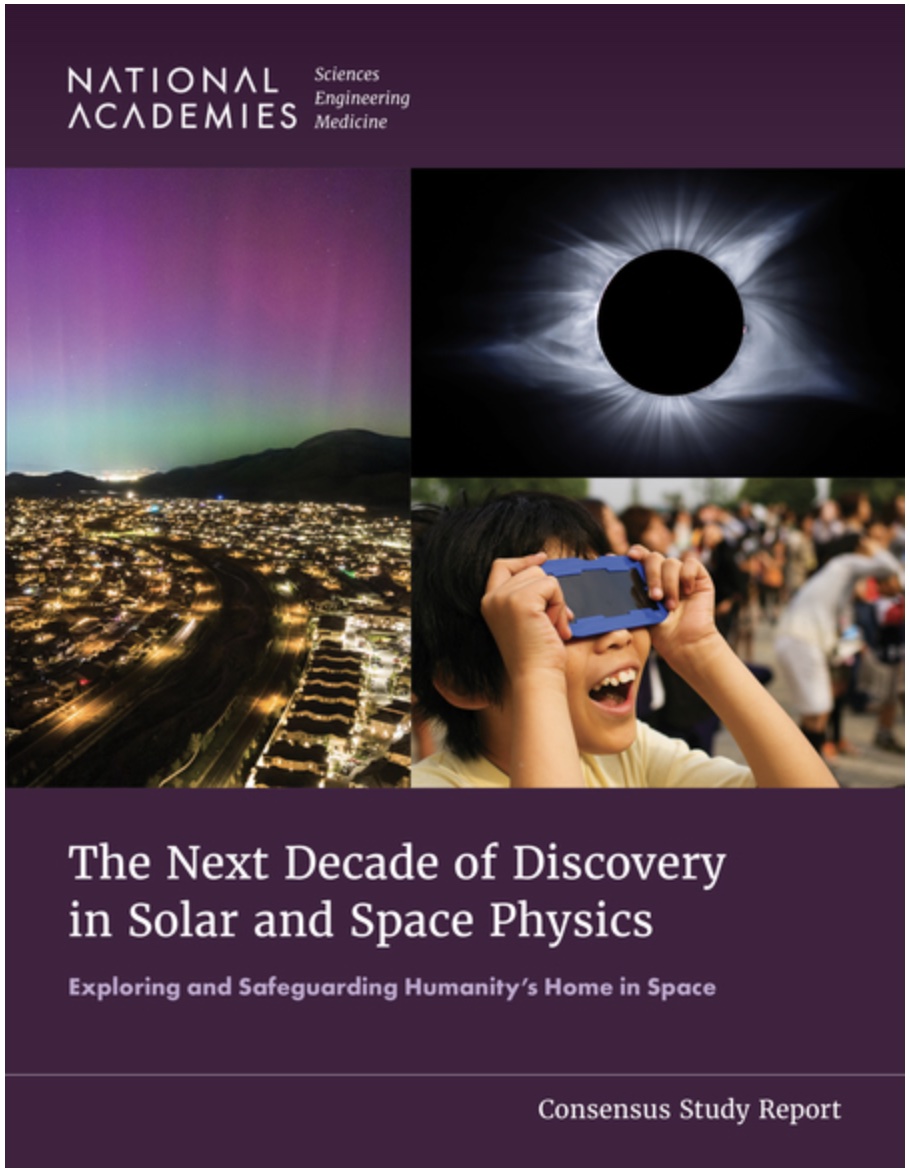 NATIONAL
ACADEMIES
Sciences
Engineering
Medicine
The Next Decade of Discovery
in Solar and Space Physics
Exploring and Safeguarding Humanity’s Home in Space
Consensus Study Report